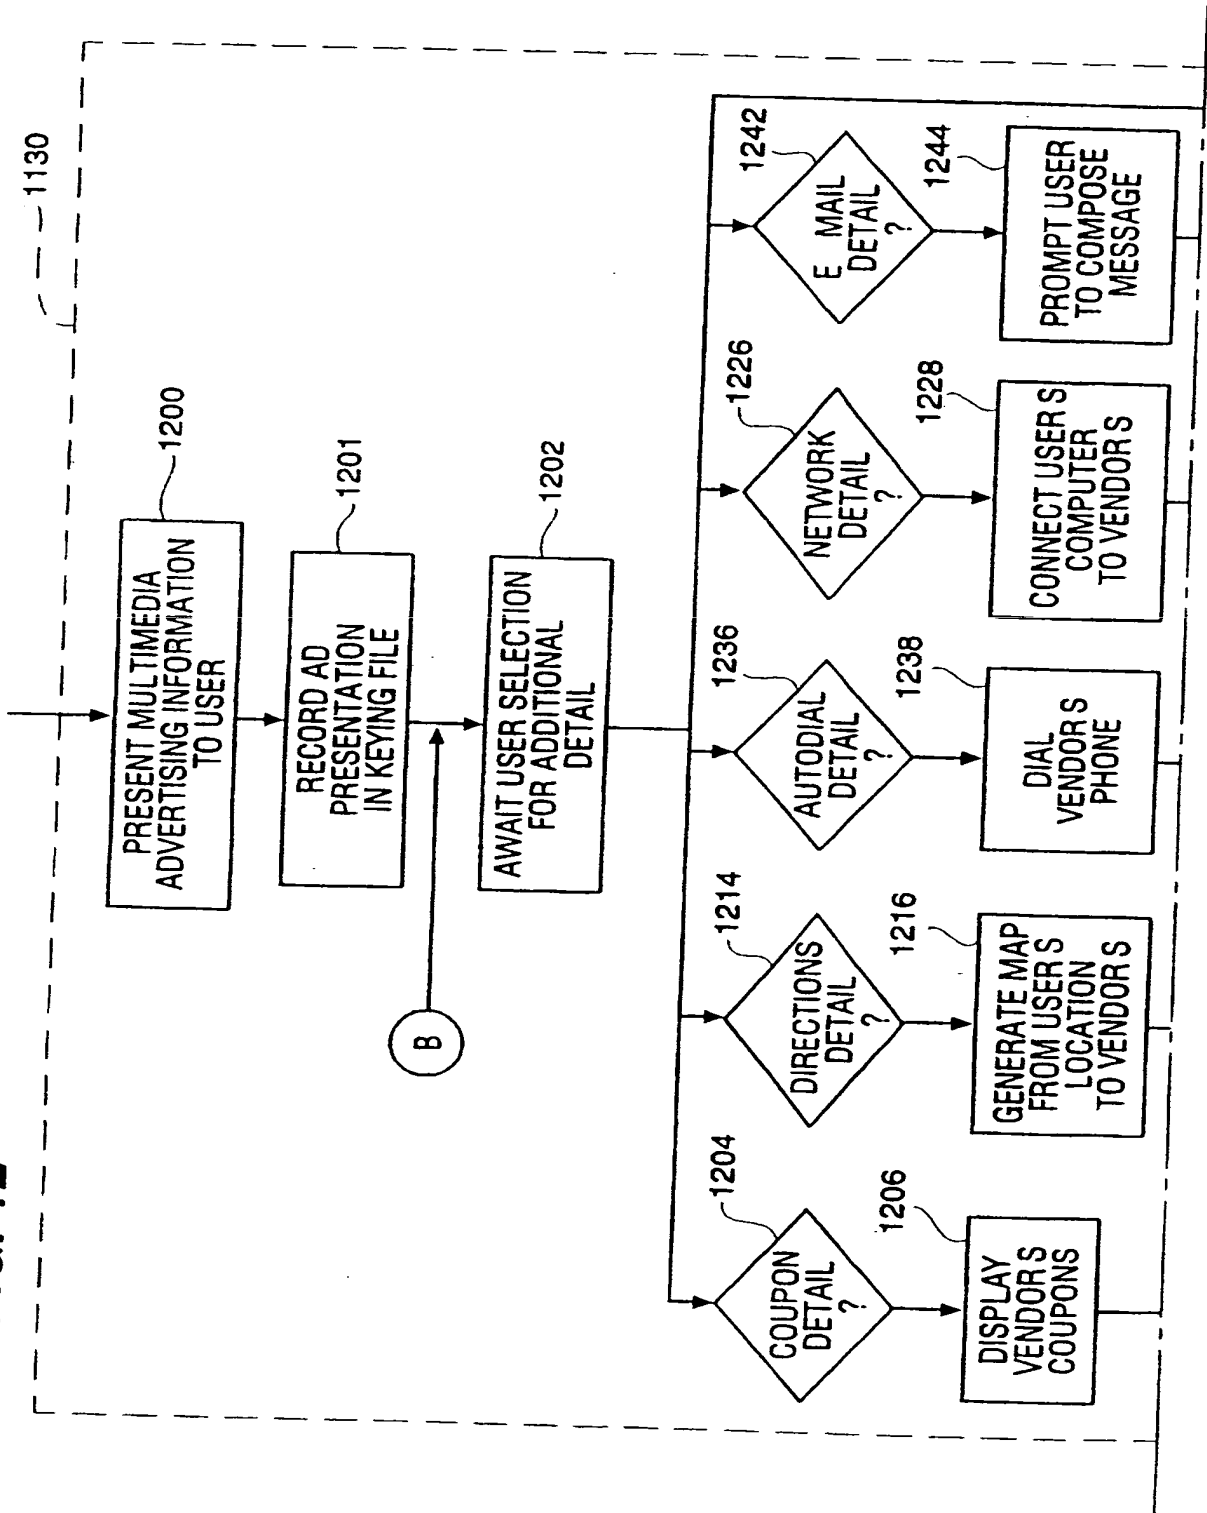 1130
PRESENT MULTIMEDIA
ADVERTISING INFORMATION
TO USER
1200
RECORD AD
PRESENTATION
IN KEYING FILE
1201
B
AWAIT USER SELECTION
FOR ADDITIONAL
DETAIL
1202
COUPON
DETAIL
?
1204
DIRECTIONS
DETAIL
?
1214
AUTODIAL
DETAIL
?
1236
NETWORK
DETAIL
?
1226
E MAIL
DETAIL
?
1242
DISPLAY
VENDOR S
COUPONS
1206
GENERATE MAP
FROM USER S
LOCATION
TO VENDOR S
1216
DIAL
VENDOR S
PHONE
1238
CONNECT USER S
COMPUTER
TO VENDOR S
1228
PROMPT USER
TO COMPOSE
MESSAGE
1244